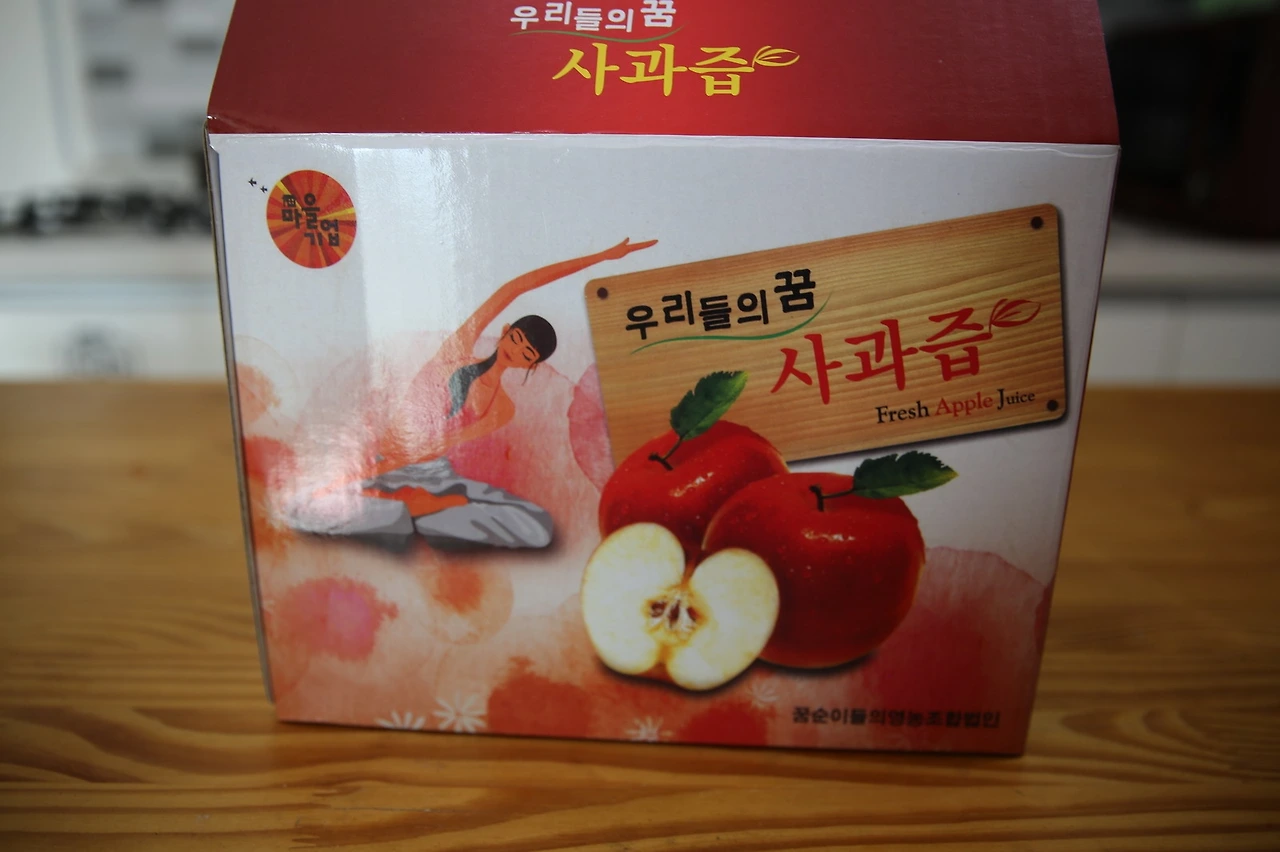 우리들의 꿈
사과즙
마을
기업
우리들의 꿈
사과즙
Fresh Apple Juice
꿈순이들의영농조합법인